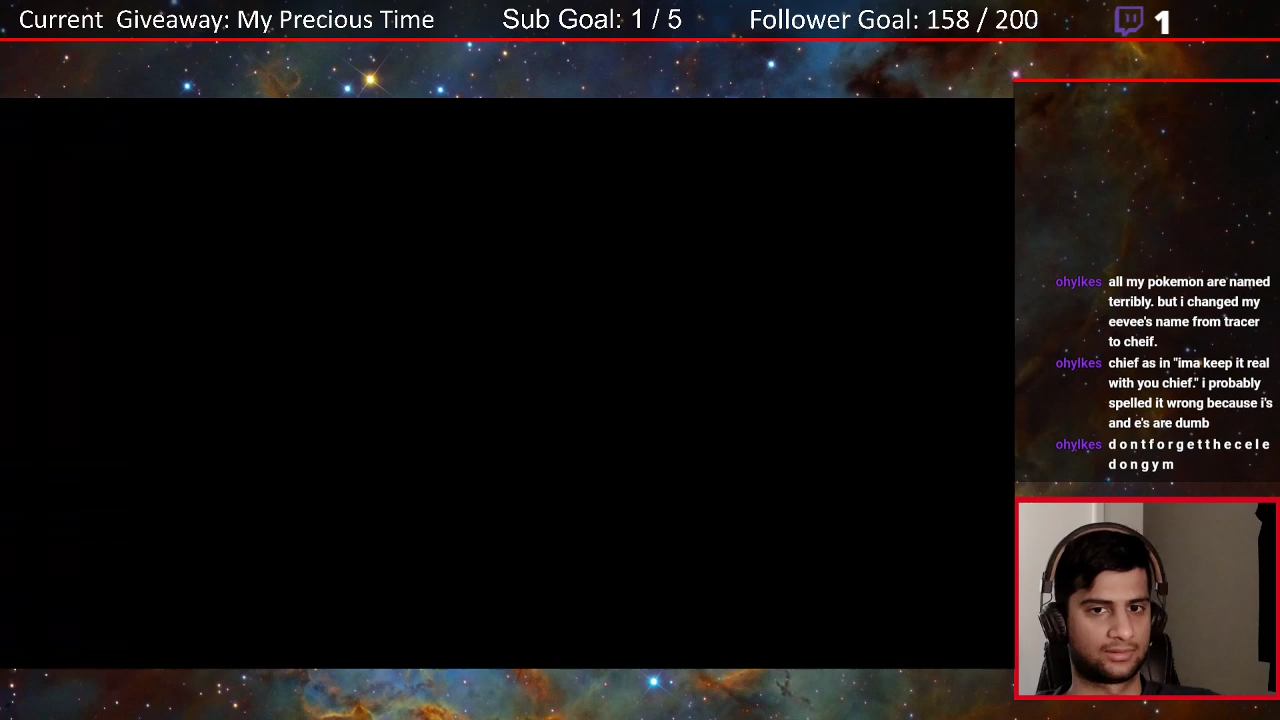 Current Giveaway: My Precious Time
Sub Goal: 1 / 5
Follower Goal: 158 / 200
1
ohylkes all my pokemon are named
terribly. but i changed my
eevee's name from tracer
to cheif.
ohylkes chief as in "ima keep it real
with you chief." i probably
spelled it wrong because i's
and e's are dumb
ohylkes d o n t f o r g e t t h e c e l e
d o n g y m